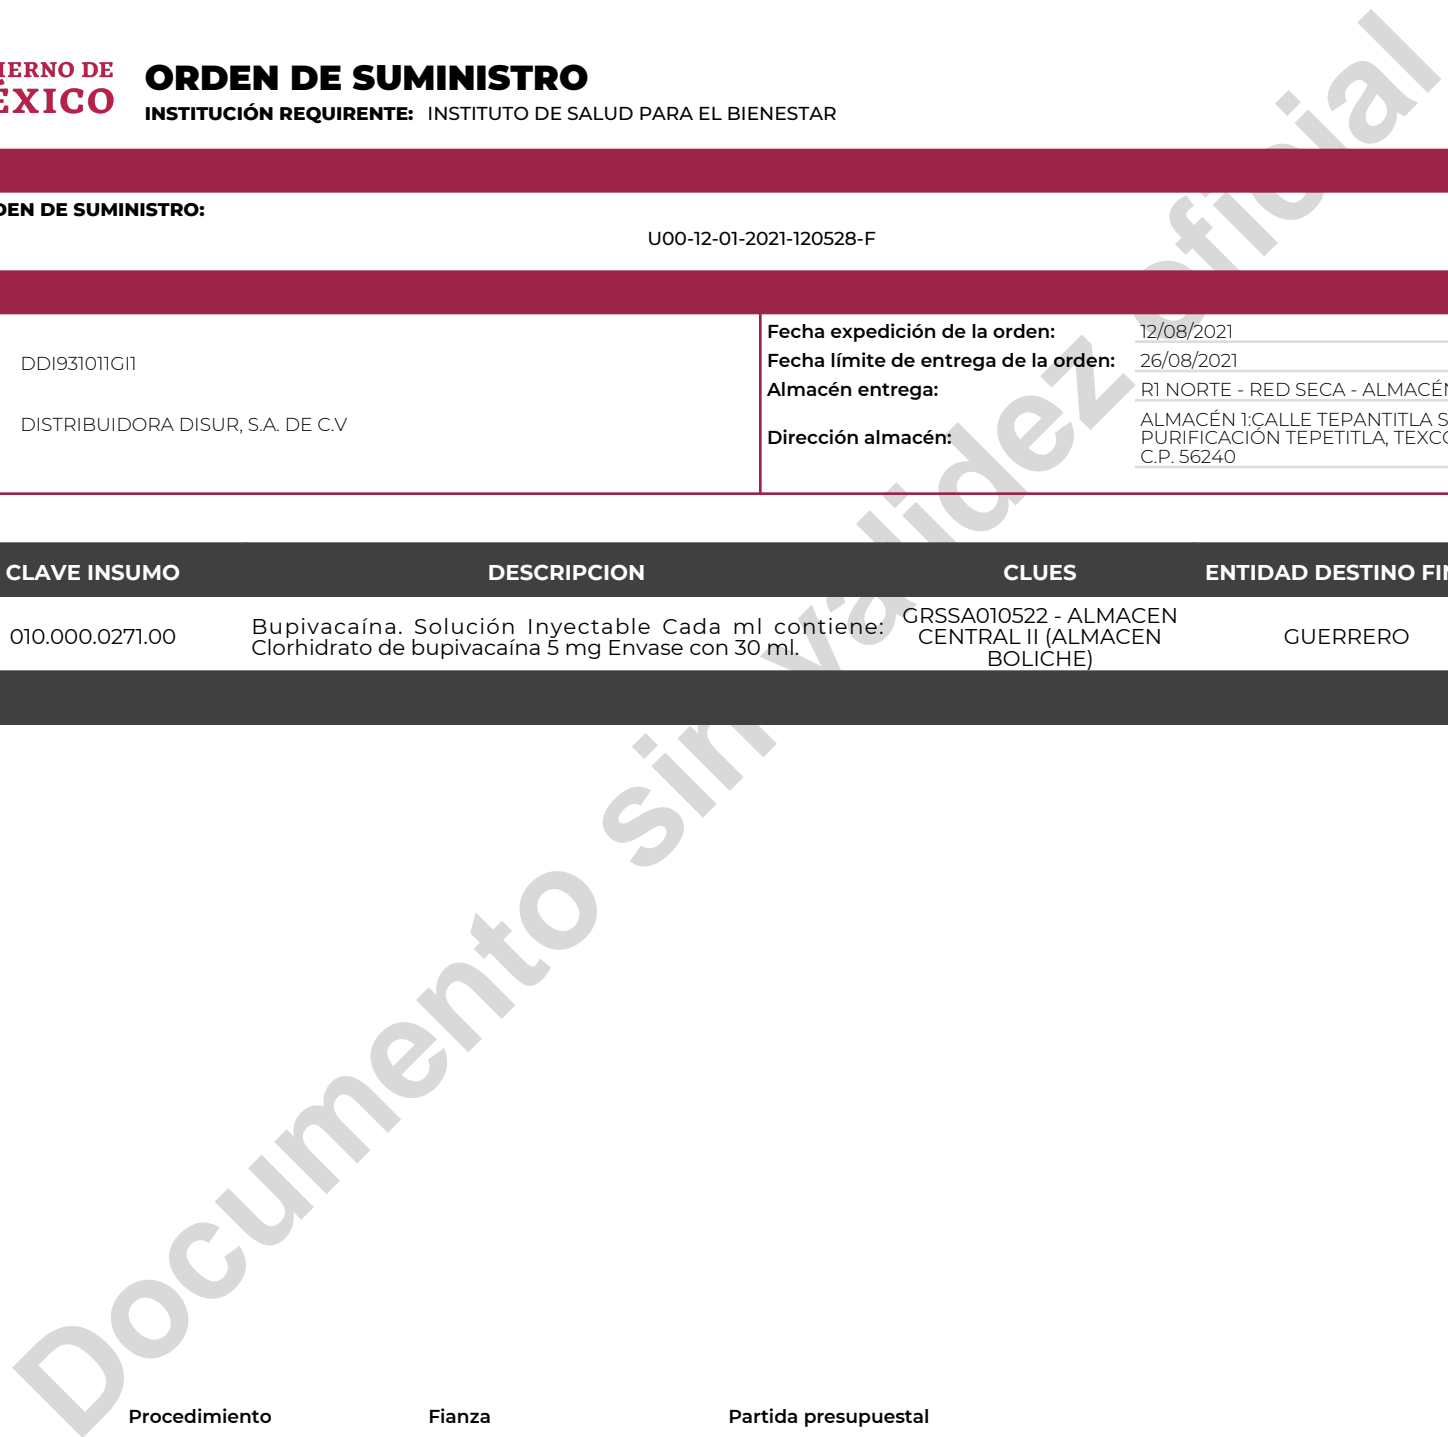 IERNO DE
ÉXICO
ORDEN DE SUMINISTRO
INSTITUCIÓN REQUIRENTE: INSTITUTO DE SALUD PARA EL BIENESTAR
DEN DE SUMINISTRO:
U00-12-01-2021-120528-F
DDI931011GI1
DISTRIBUIDORA DISUR, S.A. DE C.V
Fecha expedición de la orden: 12/08/2021
Fecha límite de entrega de la orden: 26/08/2021
Almacén entrega: R1 NORTE - RED SECA - ALMACÉN
Dirección almacén: ALMACÉN 1:CALLE TEPANTITLA S
PURIFICACIÓN TEPETITLA, TEXCO
C.P. 56240
CLAVE INSUMO DESCRIPCION CLUES ENTIDAD DESTINO FIN
010.000.0271.00
Bupivacaína. Solución Inyectable Cada ml contiene:
Clorhidrato de bupivacaína 5 mg Envase con 30 ml.
GRSSA010522 - ALMACEN
CENTRAL II (ALMACEN
BOLICHE)
GUERRERO
Documento sin validez oficial
Procedimiento Fianza Partida presupuestal